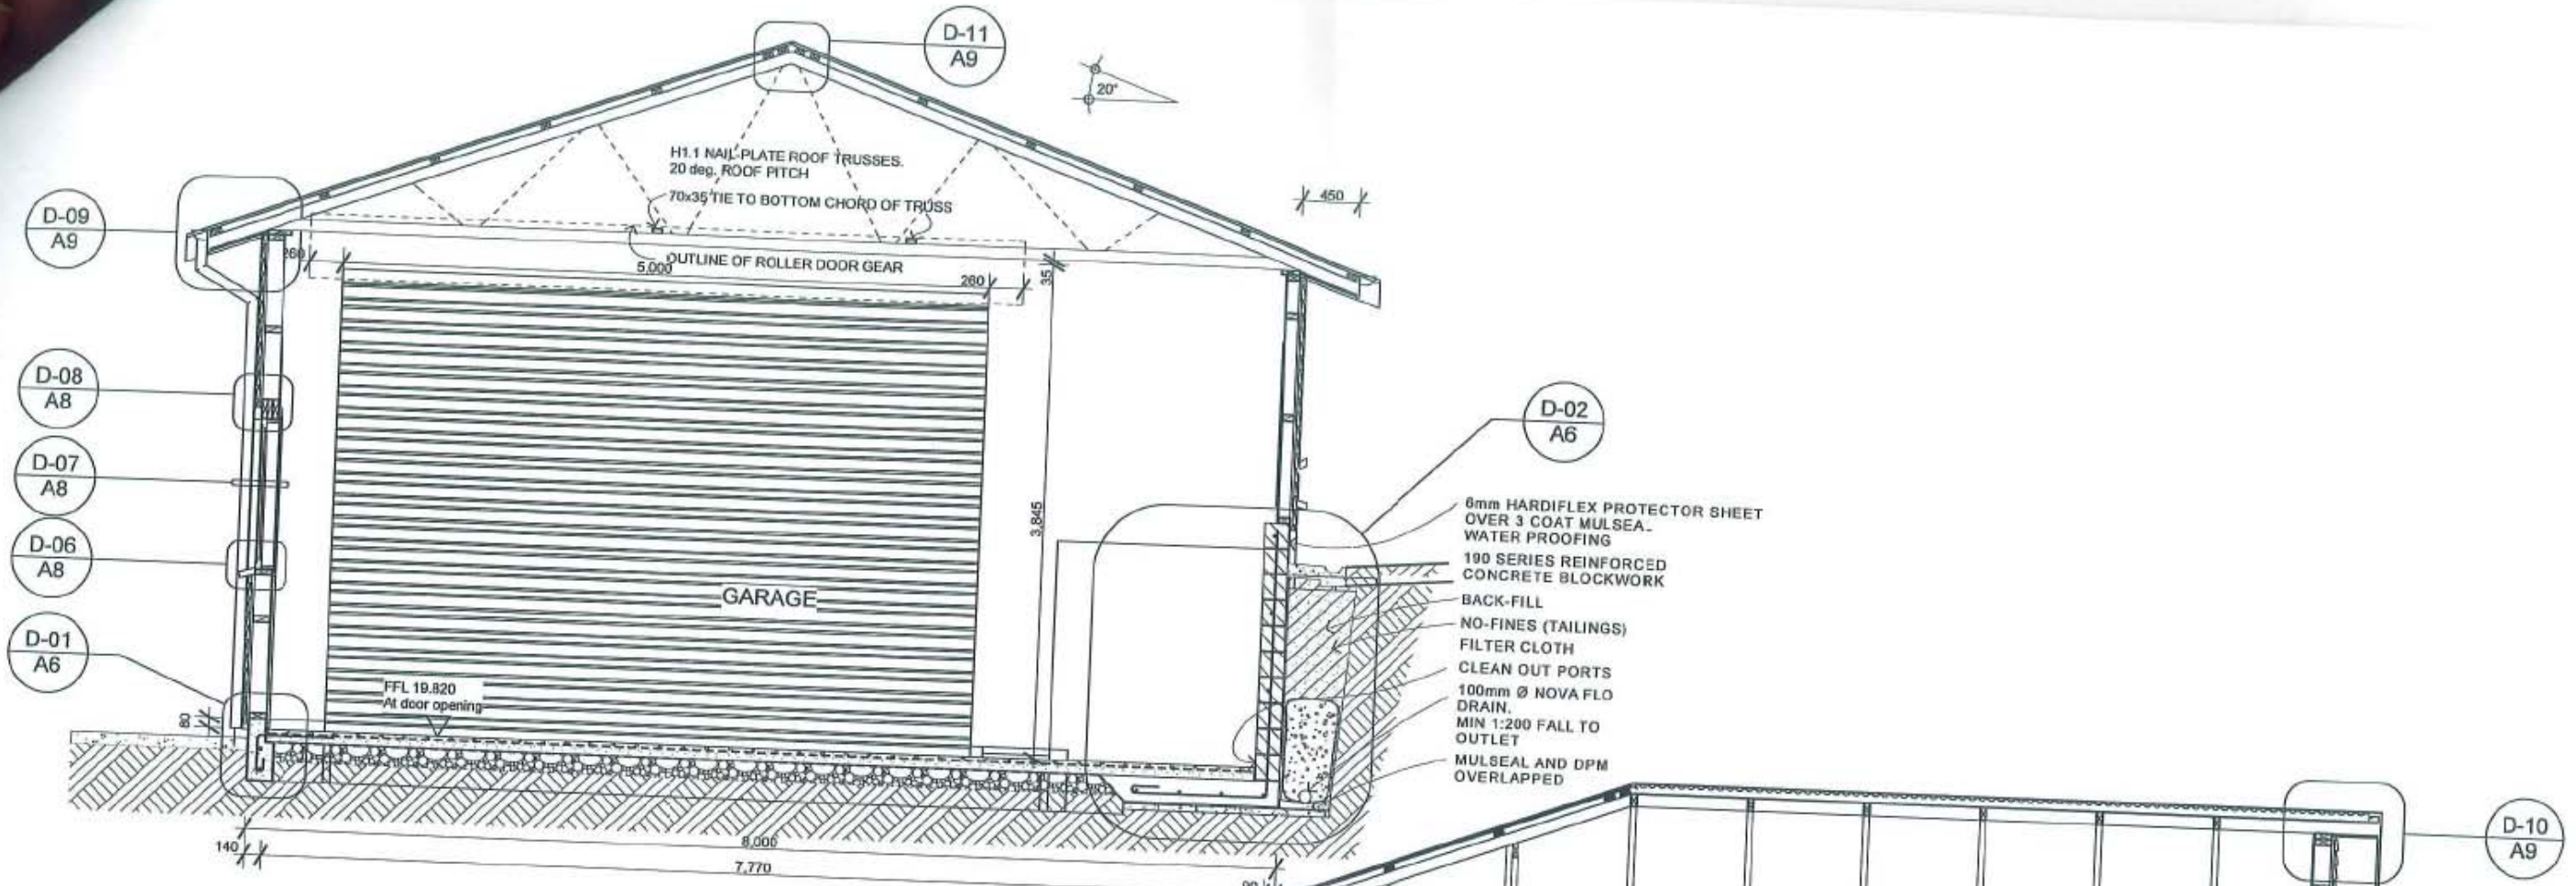 D-11
A9
20°
H1.1 NAIL-PLATE ROOF TRUSSES.
20 deg. ROOF PITCH
70x35 TIE TO BOTTOM CHORD OF TRUSS
450
D-09
A9
260
5,000
OUTLINE OF ROLLER DOOR GEAR
260
35
D-08
A8
D-02
A6
D-07
A8
3,845
6mm HARDIFLEX PROTECTOR SHEET
OVER 3 COAT MULSEAL
WATER PROOFING
190 SERIES REINFORCED
CONCRETE BLOCKWORK
D-06
A8
GARAGE
BACK-FILL
NO-FINES (TAILINGS)
FILTER CLOTH
CLEAN OUT PORTS
100mm Ø NOVA FLO
DRAIN.
MIN 1:200 FALL TO
OUTLET
MULSEAL AND DPM
OVERLAPPED
D-01
A6
FFL 19.820
At door opening
80
140
8,000
7,770
90
D-10
A9